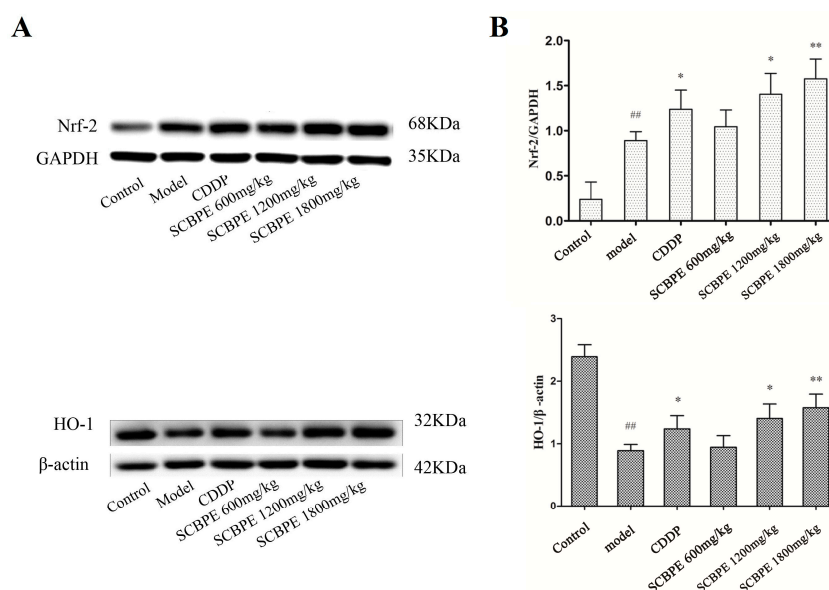 A
Nrf-2
68KDa
GAPDH
35KDa
Control
Model
CDDP
SCBPE 600mg/kg
SCBPE 1200mg/kg
SCBPE 1800mg/kg
HO-1
32KDa
β-actin
42KDa
Control
Model
CDDP
SCBPE 600mg/kg
SCBPE 1200mg/kg
SCBPE 1800mg/kg
B
Nrf-2/GAPDH
2.0
1.5
1.0
0.5
0.0
##
*
*
**
Control
model
CDDP
SCBPE 600mg/kg
SCBPE 1200mg/kg
SCBPE 1800mg/kg
HO-1/β -actin
3
2
1
0
##
*
*
**
Control
model
CDDP
SCBPE 600mg/kg
SCBPE 1200mg/kg
SCBPE 1800mg/kg